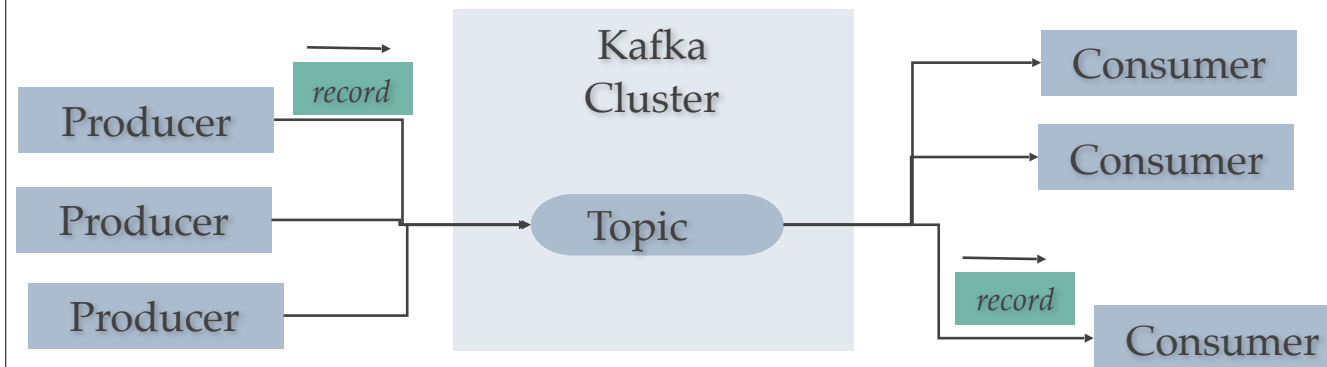 Kafka
Cluster
record
Producer
Producer
Producer
Topic
Consumer
Consumer
record
Consumer